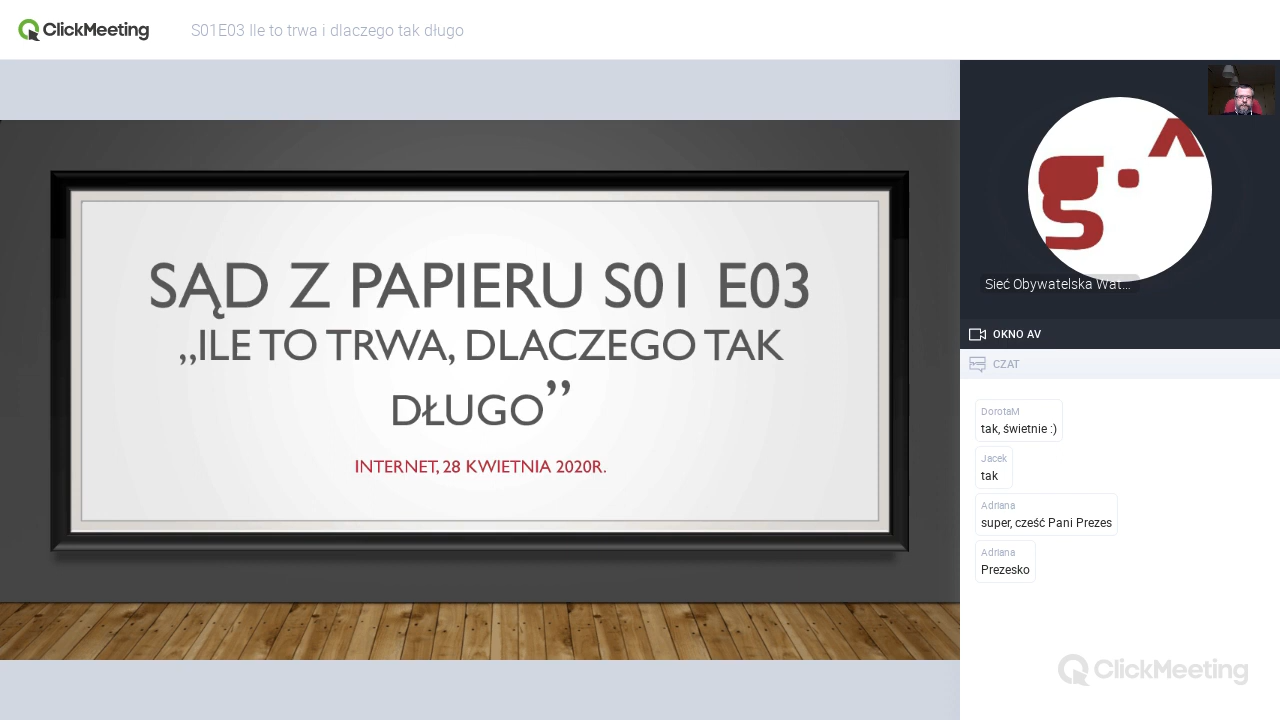 ClickMeeting
S01E03 Ile to trwa i dlaczego tak długo
SĄD Z PAPIERU S01 E03
„ILE TO TRWA, DLACZEGO TAK
DŁUGO”
INTERNET, 28 KWIETNIA 2020R.
g
Sieć Obywatelska Wat...
OKNO AV
CZAT
DorotaM
tak, świetnie :)
Jacek
tak
Adriana
super, cześć Pani Prezes
Adriana
Prezesko
ClickMeeting